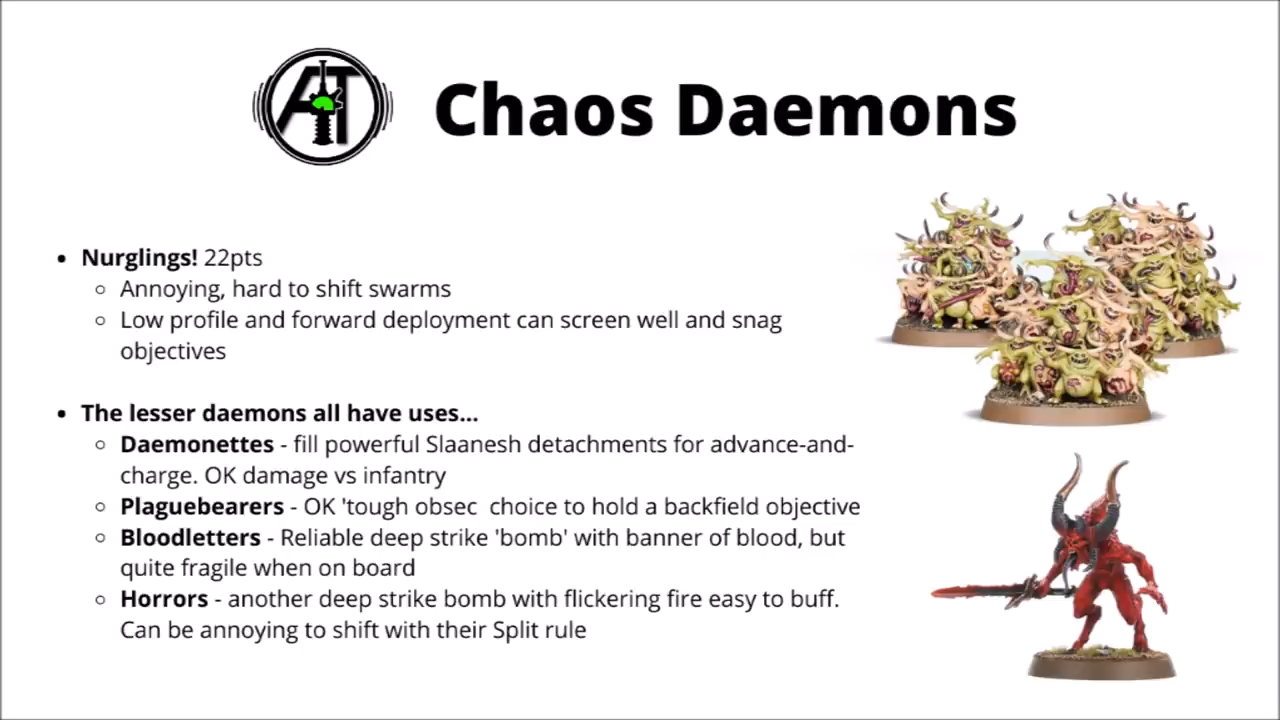 AT
Chaos Daemons
• Nurglings! 22pts
○ Annoying, hard to shift swarms
○ Low profile and forward deployment can screen well and snag
objectives
• The lesser daemons all have uses...
○ Daemonettes - fill powerful Slaanesh detachments for advance-and-
charge. OK damage vs infantry
○ Plaguebearers - OK 'tough obsec  choice to hold a backfield objective
○ Bloodletters - Reliable deep strike 'bomb' with banner of blood, but
quite fragile when on board
○ Horrors - another deep strike bomb with flickering fire easy to buff.
Can be annoying to shift with their Split rule